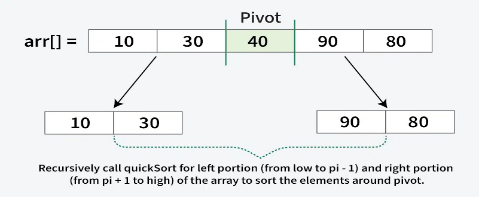 Pivot
arr[] = 10 30 40 90 80
10 30 90 80
Recursively call quickSort for left portion (from low to pi - 1) and right portion
(from pi + 1 to high) of the array to sort the elements around pivot.